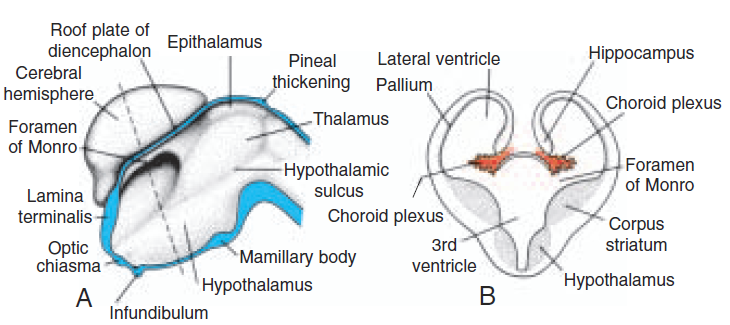 Roof plate of
diencephalon
Epithalamus
Cerebral
hemisphere
Pineal
thickening
Foramen
of Monro
Thalamus
Hypothalamic
sulcus
Lamina
terminalis
Optic
chiasma
Mamillary body
Hypothalamus
Infundibulum
A
Lateral ventricle
Hippocampus
Pallium
Choroid plexus
Foramen
of Monro
Choroid plexus
Corpus
striatum
3rd
ventricle
Hypothalamus
B